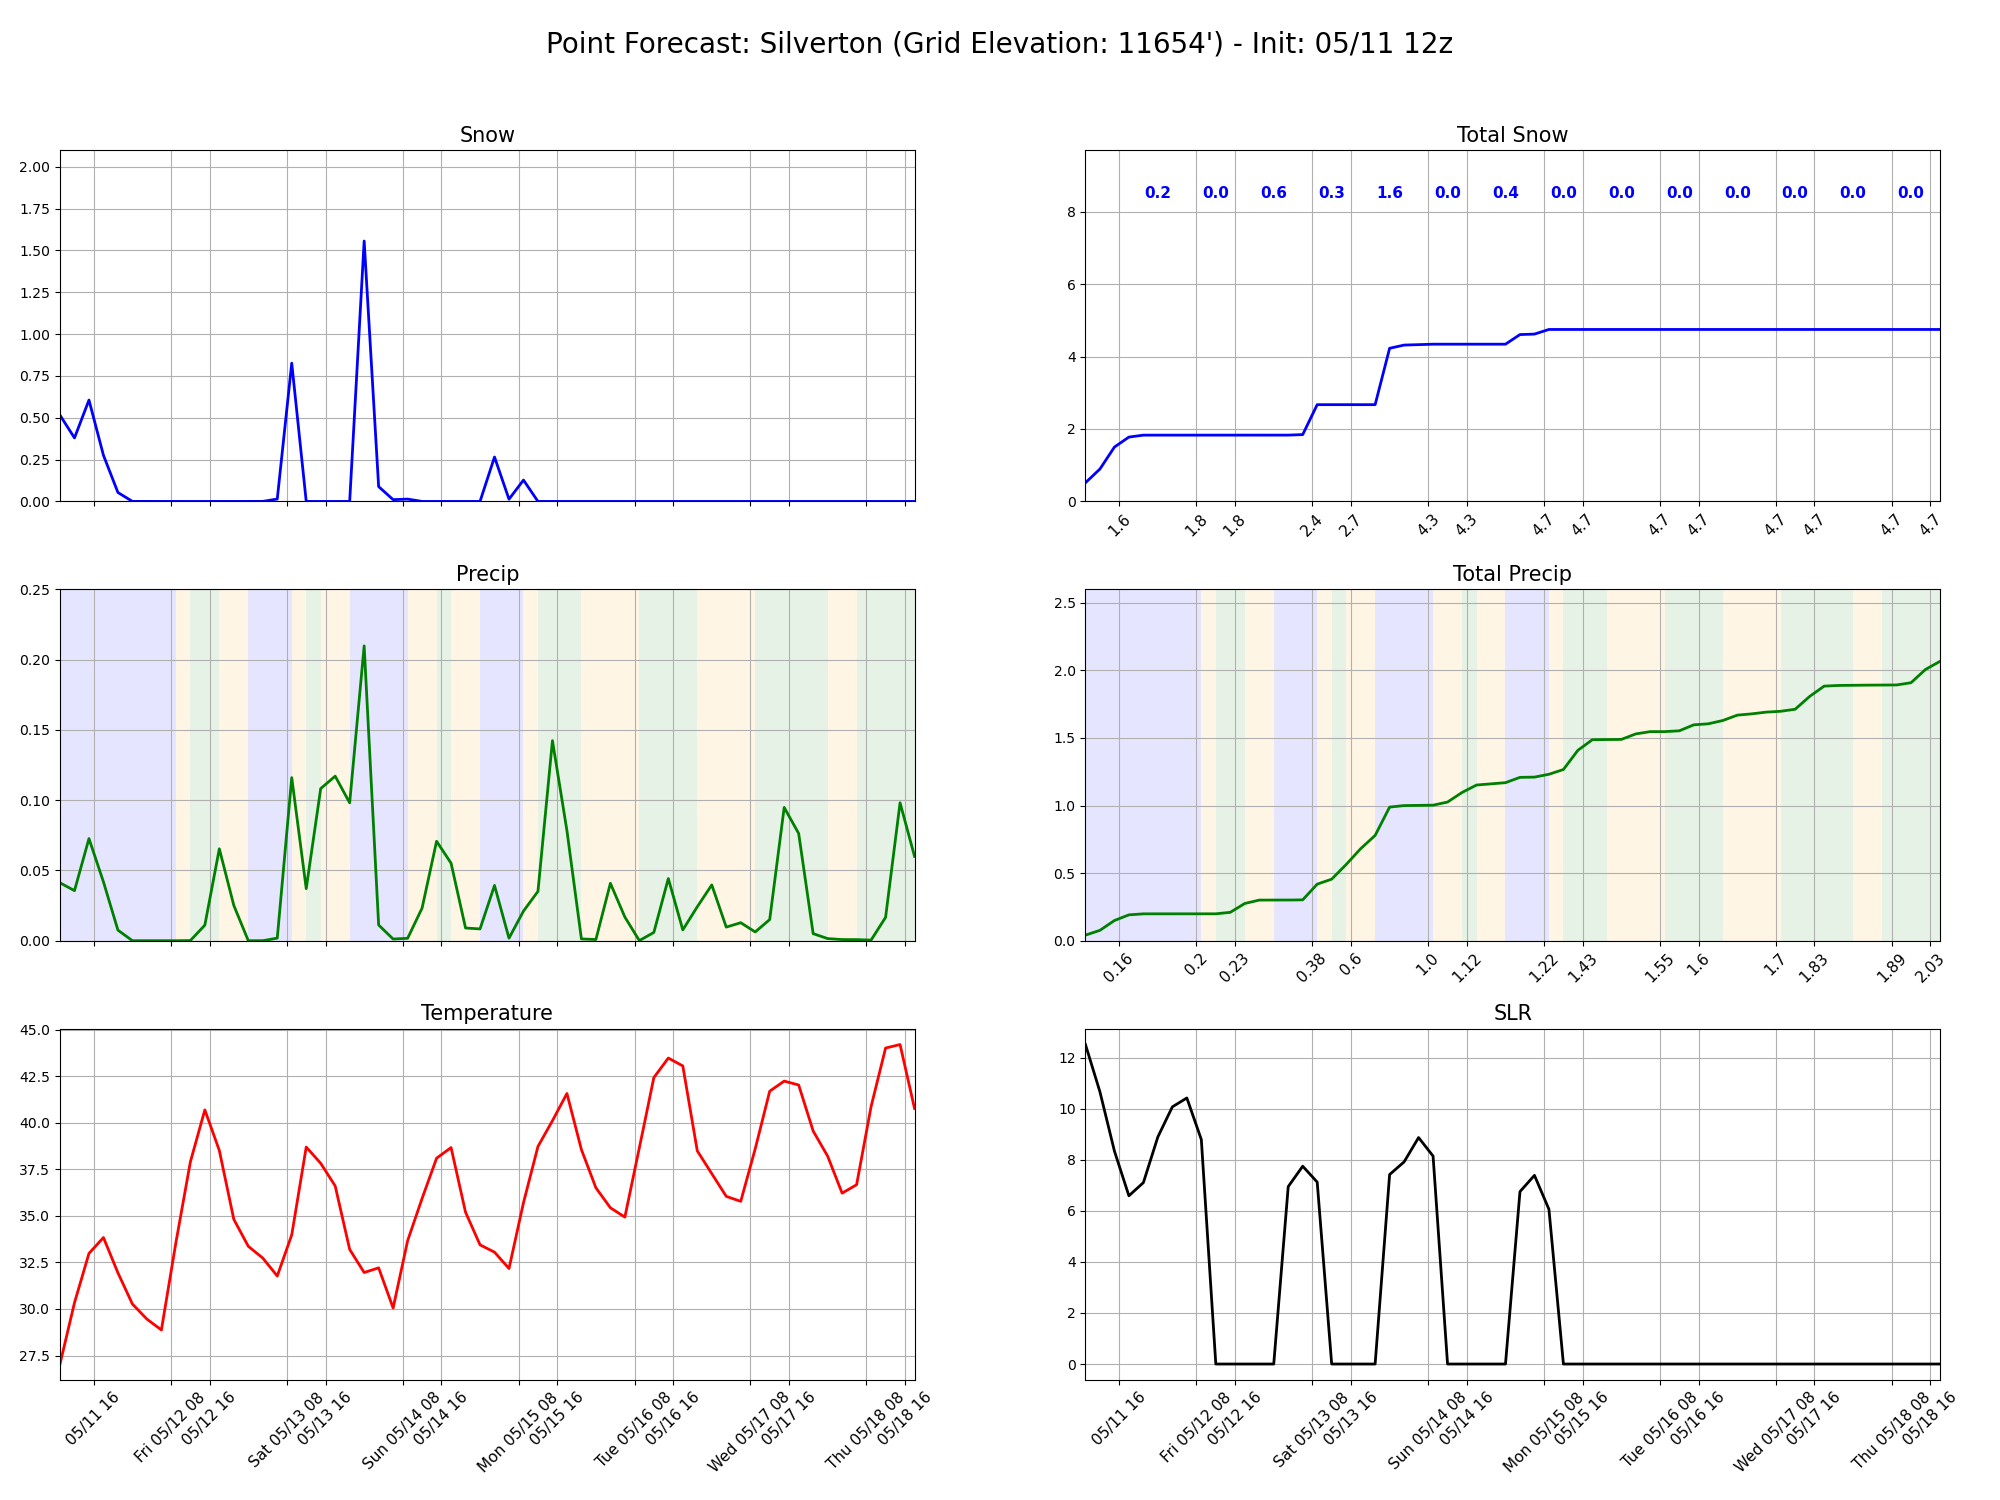 Point Forecast: Silverton (Grid Elevation: 11654') - Init: 05/11 12z
Snow
2.00
1.75
1.50
1.25
1.00
0.75
0.50
0.25
0.00
Total Snow
0.2 0.0 0.6 0.3 1.6 0.0 0.4 0.0 0.0 0.0 0.0 0.0 0.0 0.0
8
6
4
2
0
1.6 1.8 1.8 2.4 2.7 4.3 4.3 4.7 4.7 4.7 4.7 4.7 4.7 4.7 4.7
Precip
0.25
0.20
0.15
0.10
0.05
0.00
Total Precip
2.5
2.0
1.5
1.0
0.5
0.0
0.16 0.2 0.23 0.38 0.6 1.0 1.12 1.22 1.43 1.55 1.6 1.7 1.83 1.89 2.03
Temperature
45.0
42.5
40.0
37.5
35.0
32.5
30.0
27.5
05/11 16
Fri 05/12 08
05/12 16
Sat 05/13 08
05/13 16
Sun 05/14 08
05/14 16
Mon 05/15 08
05/15 16
Tue 05/16 08
05/16 16
Wed 05/17 08
05/17 16
Thu 05/18 08
05/18 16
SLR
12
10
8
6
4
2
0
05/11 16
Fri 05/12 08
05/12 16
Sat 05/13 08
05/13 16
Sun 05/14 08
05/14 16
Mon 05/15 08
05/15 16
Tue 05/16 08
05/16 16
Wed 05/17 08
05/17 16
Thu 05/18 08
05/18 16